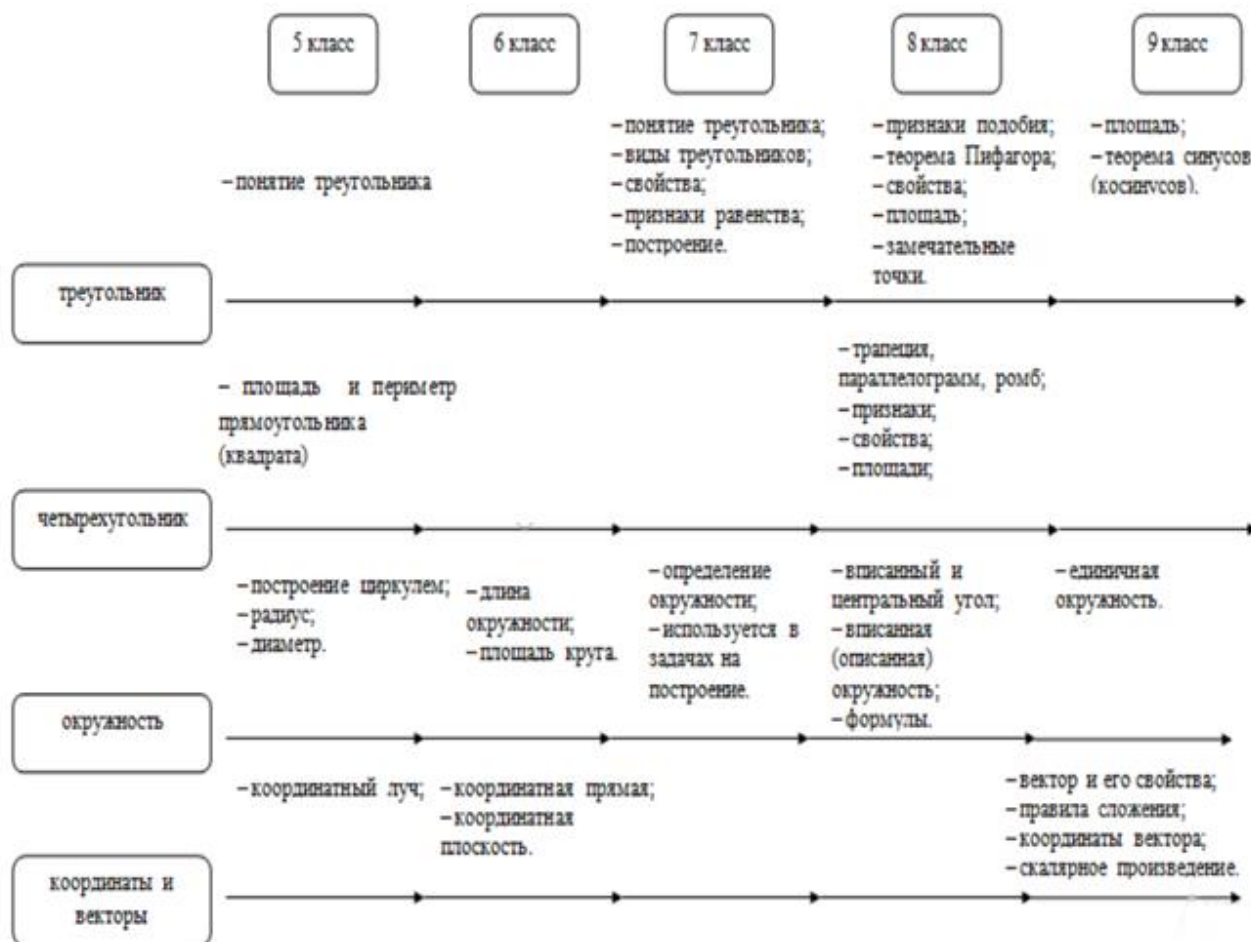 5 класс
6 класс
7 класс
8 класс
9 класс
– понятие треугольника
– понятие треугольника;
– виды треугольников;
– свойства;
– признаки равенства;
– построение.
– признаки подобия;
– теорема Пифагора;
– свойства;
– площадь;
– замечательные
точки.
– площадь;
– теорема синусов
(косинусов).
треугольник
– площадь и периметр
прямоугольника
(квадрата)
– трапеция,
параллелограмм, ромб;
– признаки;
– свойства;
– площади;
четырехугольник
– построение циркулем;
– радиус;
– диаметр.
– длина
окружности;
– площадь круга.
– определение
окружности;
– используется в
задачах на
построение.
– вписанный и
центральный угол;
– вписанная
(описанная)
окружность;
– формулы.
– единичная
окружность.
окружность
– координатный луч;
– координатная прямая;
– координатная
плоскость.
– вектор и его свойства;
– правила сложения;
– координаты вектора;
– скалярное произведение.
координаты и
векторы